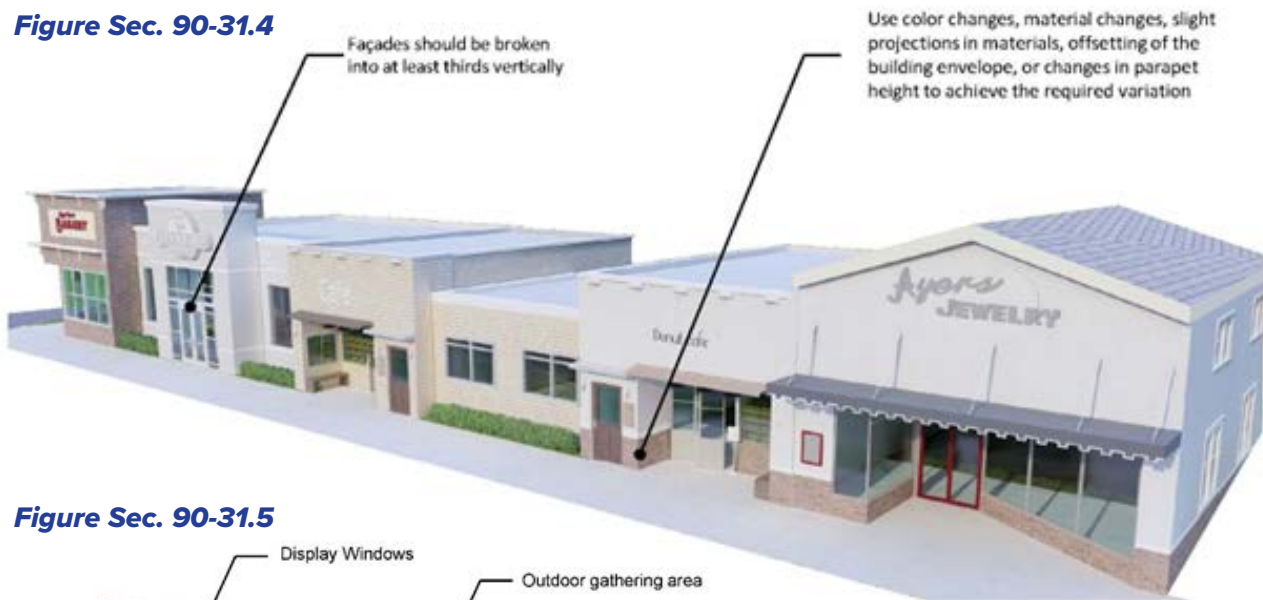 Figure Sec. 90-31.4
Façades should be broken
into at least thirds vertically
Use color changes, material changes, slight
projections in materials, offsetting of the
building envelope, or changes in parapet
height to achieve the required variation
BAKERY
Cafe
Ayers
JEWELRY
Figure Sec. 90-31.5
Display Windows
Outdoor gathering area